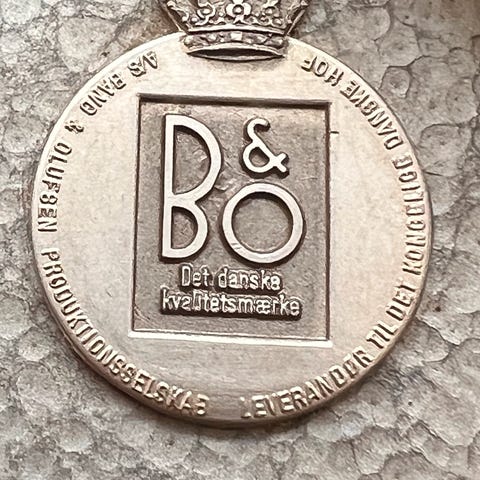 B&O
Det danske
kvalitetsmærke
A/S BANG & OLUFSEN PRODUKTIONSSELSKAB
LEVERANDØR TIL DET KONGELIGE DANSKE HOF